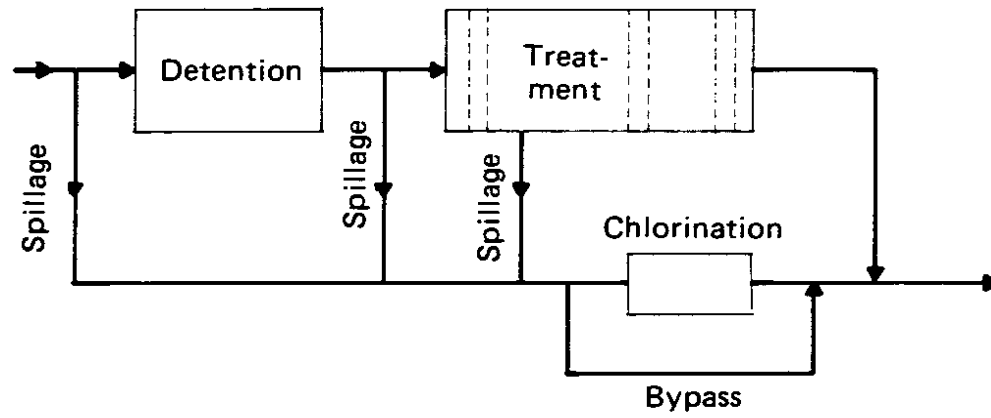 Detention
Treat-
ment
Spillage
Spillage
Spillage
Chlorination
Bypass